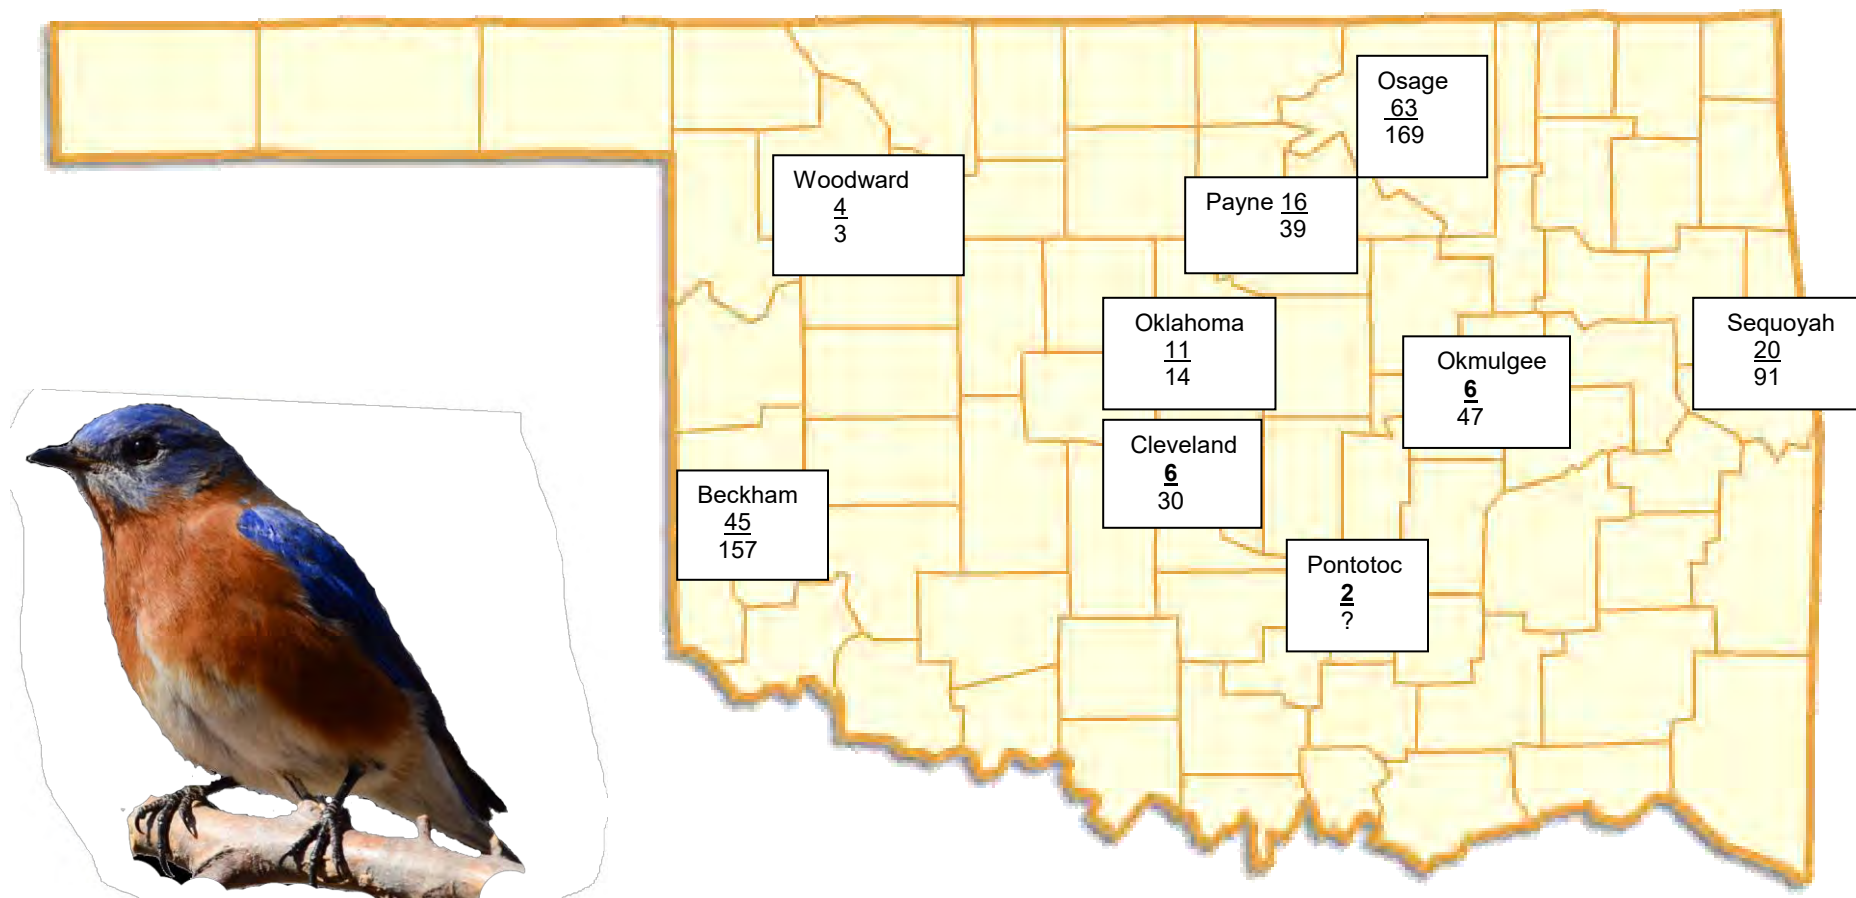 Osage
63
169
Woodward
4
3
Payne 16
39
Oklahoma
11
14
Sequoyah
20
91
Okmulgee
6
47
Cleveland
6
30
Beckham
45
157
Pontotoc
2
?